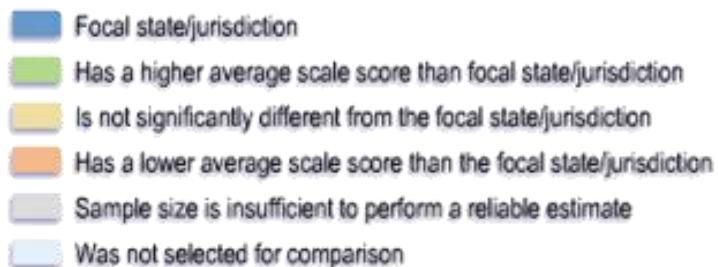 Focal state/jurisdiction
Has a higher average scale score than focal state/jurisdiction
Is not significantly different from the focal state/jurisdiction
Has a lower average scale score than the focal state/jurisdiction
Sample size is insufficient to perform a reliable estimate
Was not selected for comparison